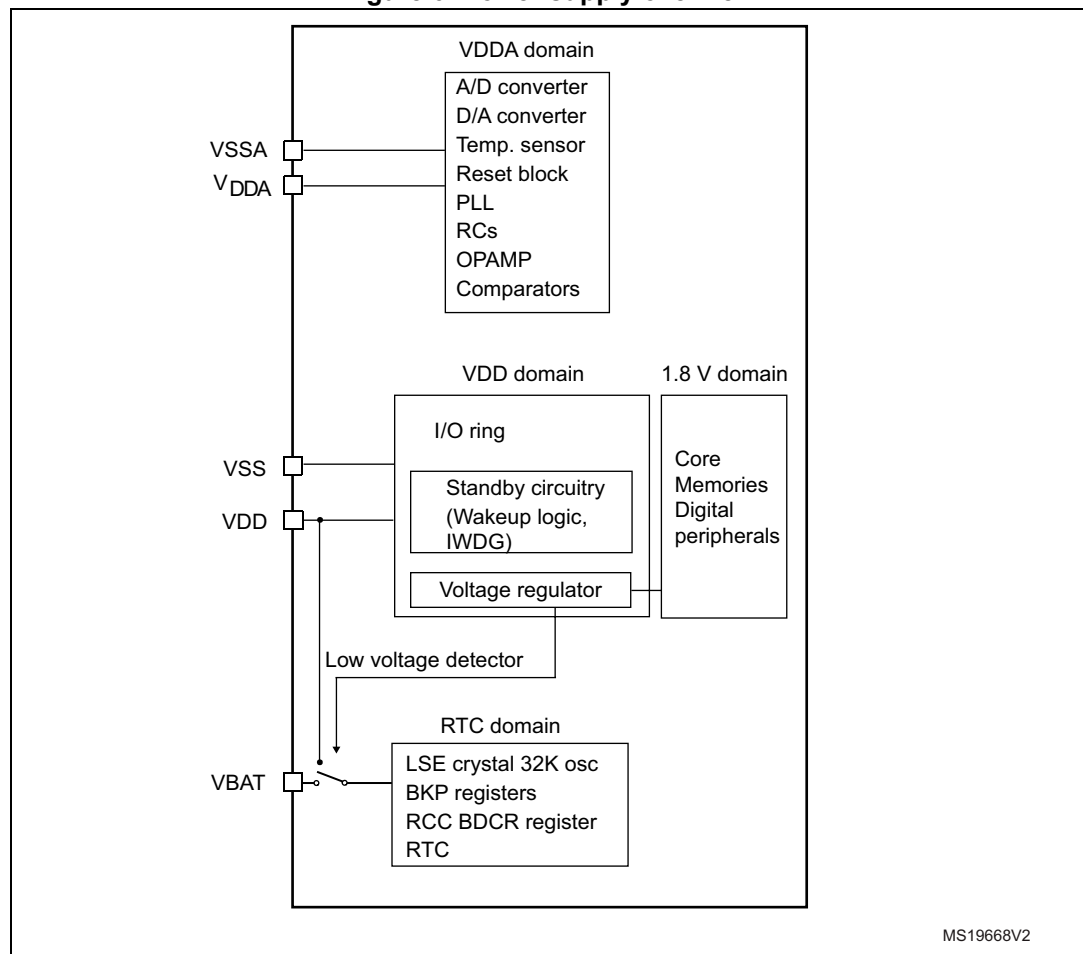 VDDA domain
A/D converter
D/A converter
Temp. sensor
Reset block
PLL
RCs
OPAMP
Comparators
VSSA
VDDA
VDD domain
1.8 V domain
I/O ring
Standby circuitry
(Wakeup logic,
IWDG)
Voltage regulator
Core
Memories
Digital
peripherals
VSS
VDD
Low voltage detector
RTC domain
LSE crystal 32K osc
BKP registers
RCC BDCR register
RTC
VBAT
MS19668V2